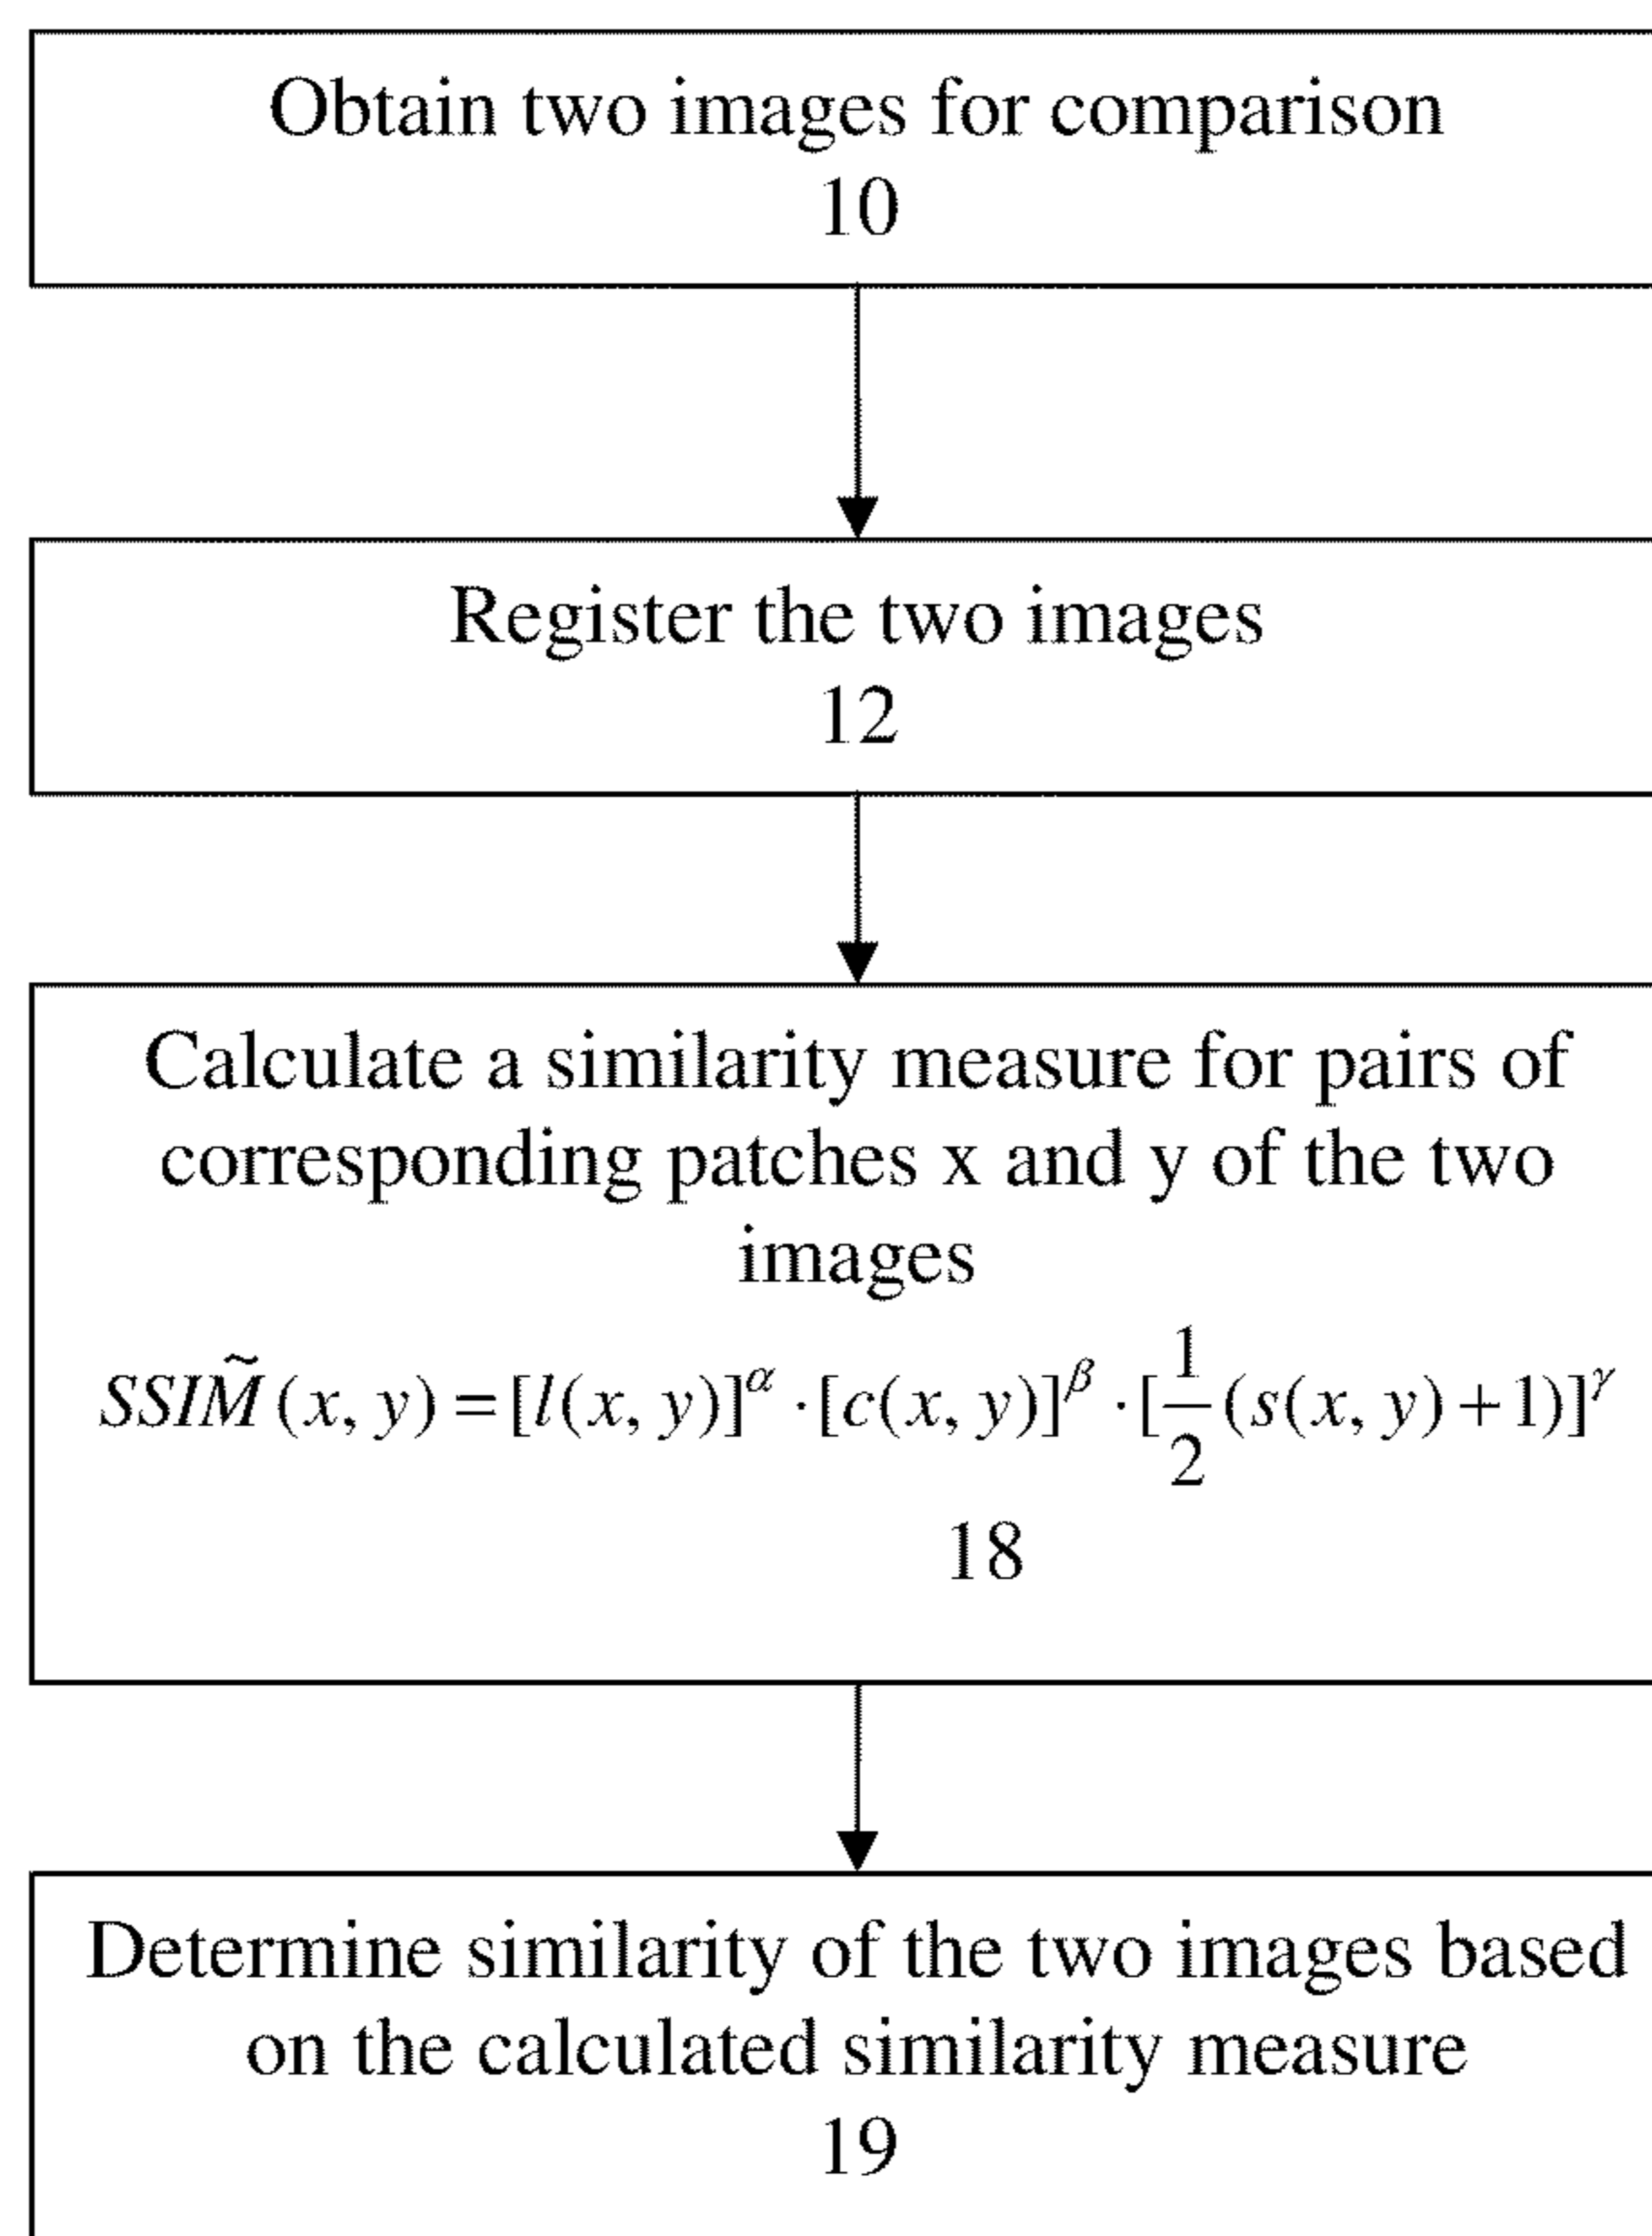 Obtain two images for comparison
10
Register the two images
12
Calculate a similarity measure for pairs of
corresponding patches x and y of the two
images
SSIM̃(x, y) = [l(x, y)]^α · [c(x, y)]^β · [1/2(s(x, y)+1)]^γ
18
Determine similarity of the two images based
on the calculated similarity measure
19